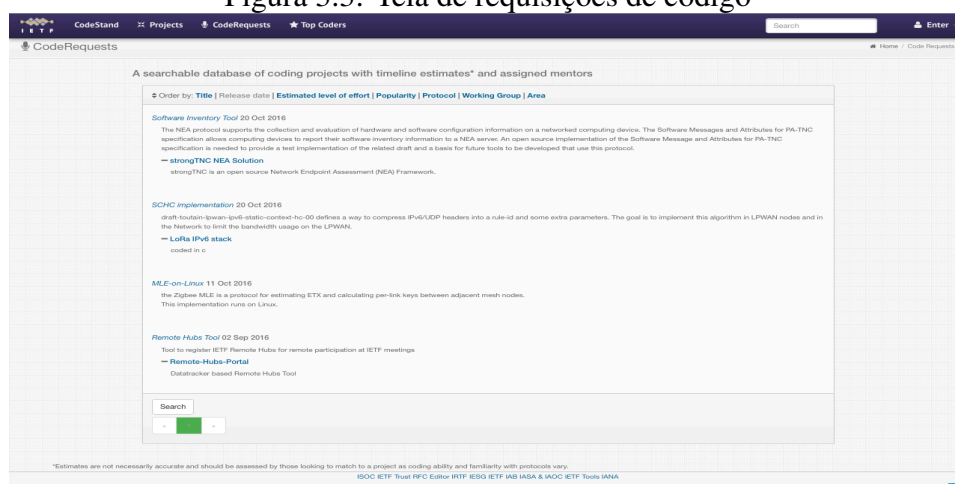 Figura 5.5: Tela de requisições de código
IETF
CodeStand
Projects
CodeRequests
Top Coders
Search
Enter
CodeRequests
Home / Code Requests
A searchable database of coding projects with timeline estimates* and assigned mentors
Order by: Title | Release date | Estimated level of effort | Popularity | Protocol | Working Group | Area
Software Inventory Tool 20 Oct 2016
The NEA protocol supports the collection and evaluation of hardware and software configuration information on a networked computing device. The Software Messages and Attributes for PA-TNC
specification allows computing devices to report their software inventory information to a NEA server. An open source implementation of the Software Message and Attributes for PA-TNC
specification is needed to provide a test implementation of the related draft and a basis for future tools to be developed that use this protocol.
— strongTNC NEA Solution
strongTNC is an open source Network Endpoint Assessment (NEA) Framework.
SCHC implementation 20 Oct 2016
draft-toutain-lpwan-ipv6-static-context-hc-00 defines a way to compress IPv6/UDP headers into a rule-id and some extra parameters. The goal is to implement this algorithm in LPWAN nodes and in
the Network to limit the bandwidth usage on the LPWAN.
— LoRa IPv6 stack
coded in c
MLE-on-Linux 11 Oct 2016
the Zigbee MLE is a protocol for estimating ETX and calculating per-link keys between adjacent mesh nodes.
This implementation runs on Linux.
Remote Hubs Tool 02 Sep 2016
Tool to register IETF Remote Hubs for remote participation at IETF meetings
— Remote-Hubs-Portal
Datatracker based Remote Hubs Tool
Search
« 1 »
*Estimates are not necessarily accurate and should be assessed by those looking to match to a project as coding ability and familiarity with protocols vary.
ISOC IETF Trust RFC Editor IRTF IESG IETF IAB IASA & IAOC IETF Tools IANA